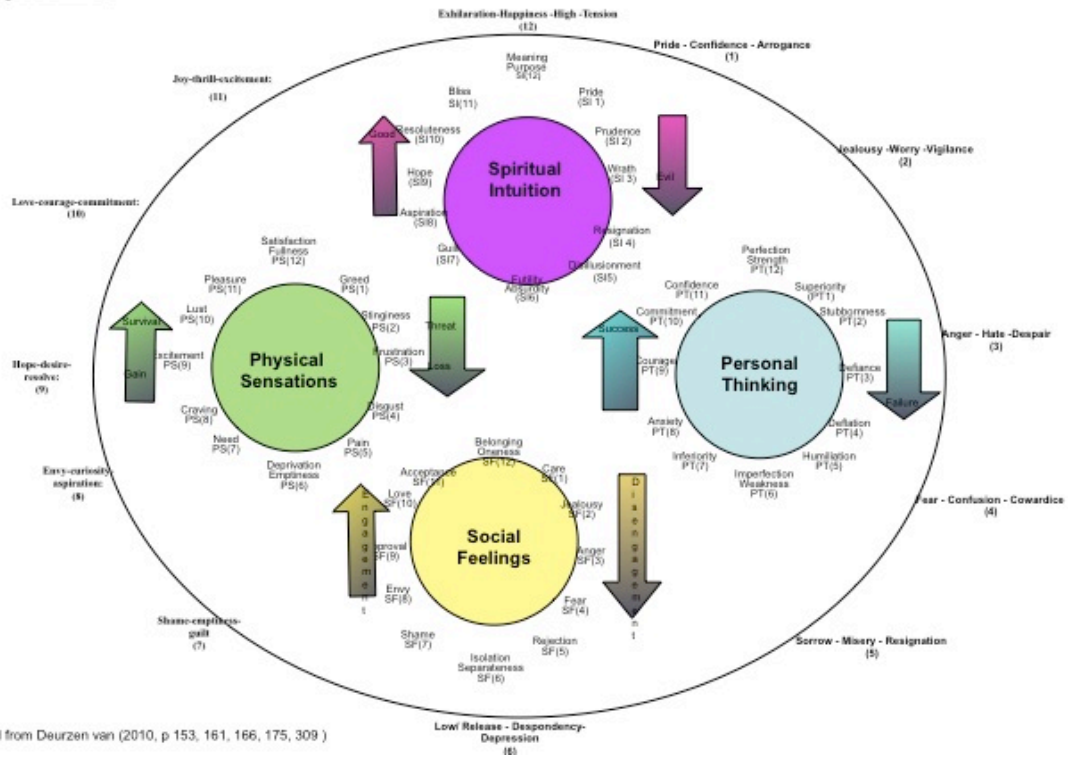 Exhilaration-Happiness -High -Tension
(12)
Pride - Confidence - Arrogance
(1)
Jealousy -Worry -Vigilance
(2)
Anger - Hate -Despair
(3)
Fear - Confusion - Cowardice
(4)
Sorrow - Misery - Resignation
(5)
Low/ Release - Despondency-
Depression
(6)
Shame-emptiness-
guilt
(7)
Envy-curiosity-
aspiration:
(8)
Hope-desire-
resolve:
(9)
Love-courage-commitment:
(10)
Joy-thrill-excitement:
(11)
Spiritual
Intuition
Meaning
Purpose
SI(12)
Pride
(SI 1)
Prudence
(SI 2)
Wrath
(SI 3)
Resignation
(SI 4)
Disillusionment
(SI5)
Futility
Absurdity
(SI6)
Guilt
(SI7)
Aspiration
(SI8)
Hope
(SI9)
Resoluteness
(SI10)
Bliss
SI(11)
Good
Evil
Physical
Sensations
Satisfaction
Fullness
PS(12)
Greed
PS(1)
Stinginess
PS(2)
Frustration
PS(3)
Disgust
PS(4)
Pain
PS(5)
Deprivation
Emptiness
PS(6)
Need
PS(7)
Craving
PS(8)
Excitement
PS(9)
Lust
PS(10)
Pleasure
PS(11)
Survival
Gain
Threat
Loss
Personal
Thinking
Perfection
Strength
PT(12)
Superiority
(PT1)
Stubbornness
PT(2)
Defiance
PT(3)
Deflation
PT(4)
Humiliation
PT(5)
Imperfection
Weakness
PT(6)
Inferiority
PT(7)
Anxiety
PT(8)
Courage
PT(9)
Commitment
PT(10)
Confidence
PT(11)
Success
Failure
Social
Feelings
Belonging
Oneness
SF(12)
Care
SF(1)
Jealousy
SF(2)
Anger
SF(3)
Fear
SF(4)
Rejection
SF(5)
Isolation
Separateness
SF(6)
Shame
SF(7)
Envy
SF(8)
Approval
SF(9)
Love
SF(10)
Acceptance
SF(11)
Engagement
Disengagement
from Deurzen van (2010, p 153, 161, 166, 175, 309 )